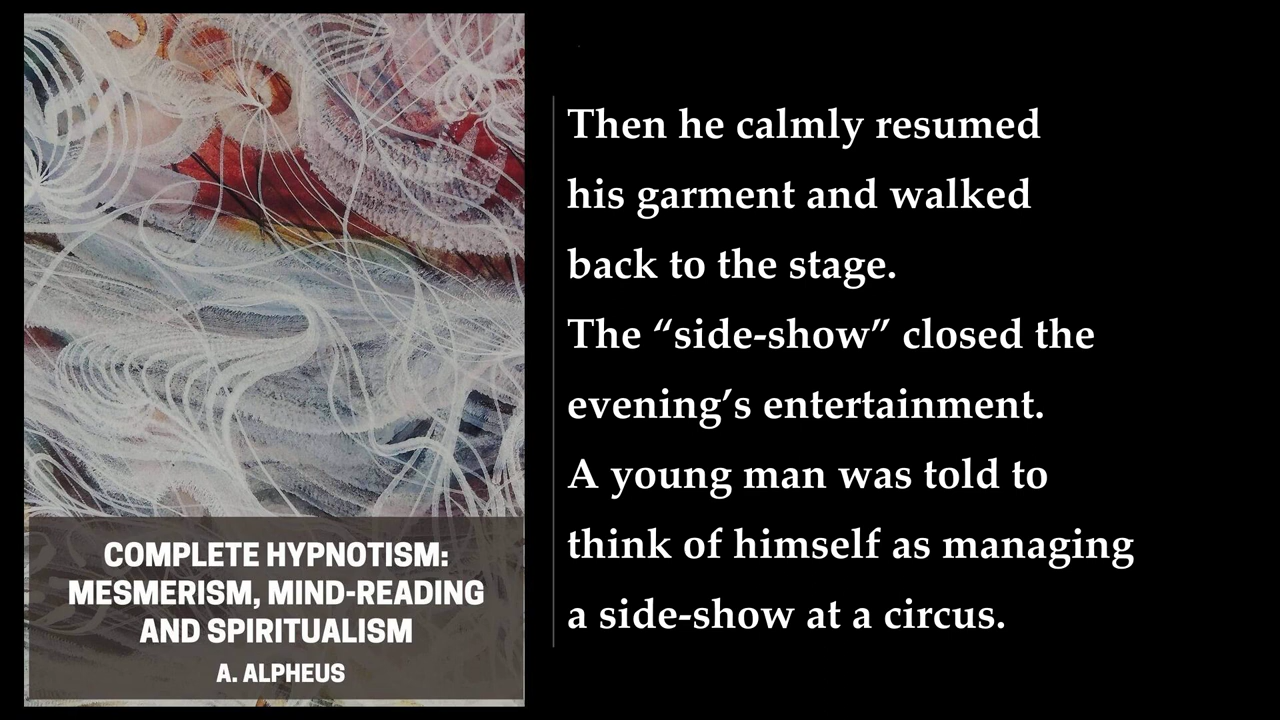 COMPLETE HYPNOTISM:
MESMERISM, MIND-READING
AND SPIRITUALISM
A. ALPHEUS
Then he calmly resumed
his garment and walked
back to the stage.
The “side-show” closed the
evening’s entertainment.
A young man was told to
think of himself as managing
a side-show at a circus.